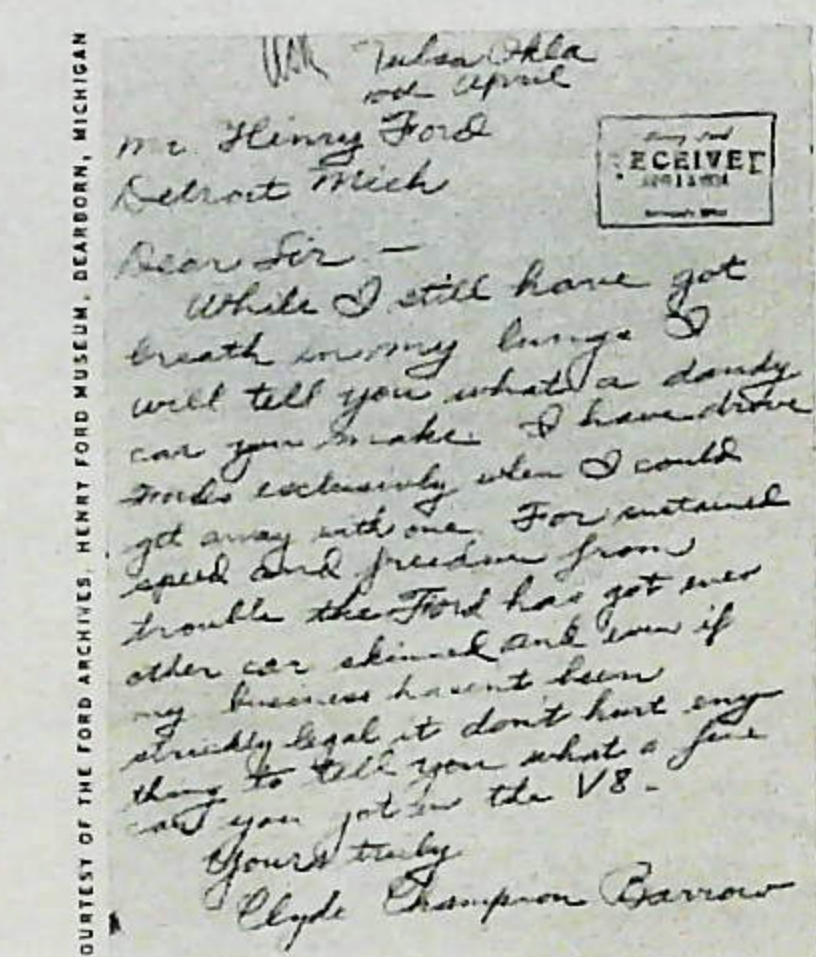 Tulsa Okla
10th April
Mr. Henry Ford
Detroit Mich
RECEIVED
Dear Sir —
While I still have got
breath in my lungs I
will tell you what a dandy
car you make. I have drove
Fords exclusivly when I could
get away with one. For sustained
speed and freedom from
trouble the Ford has got ever
other car skinned and even if
my business hasent been
strickly legal it don't hurt eny
thing to tell you what a fine
car you got in the V8 -
Yours truly
Clyde Champion Barrow
OURTESY OF THE FORD ARCHIVES, HENRY FORD MUSEUM, DEARBORN, MICHIGAN